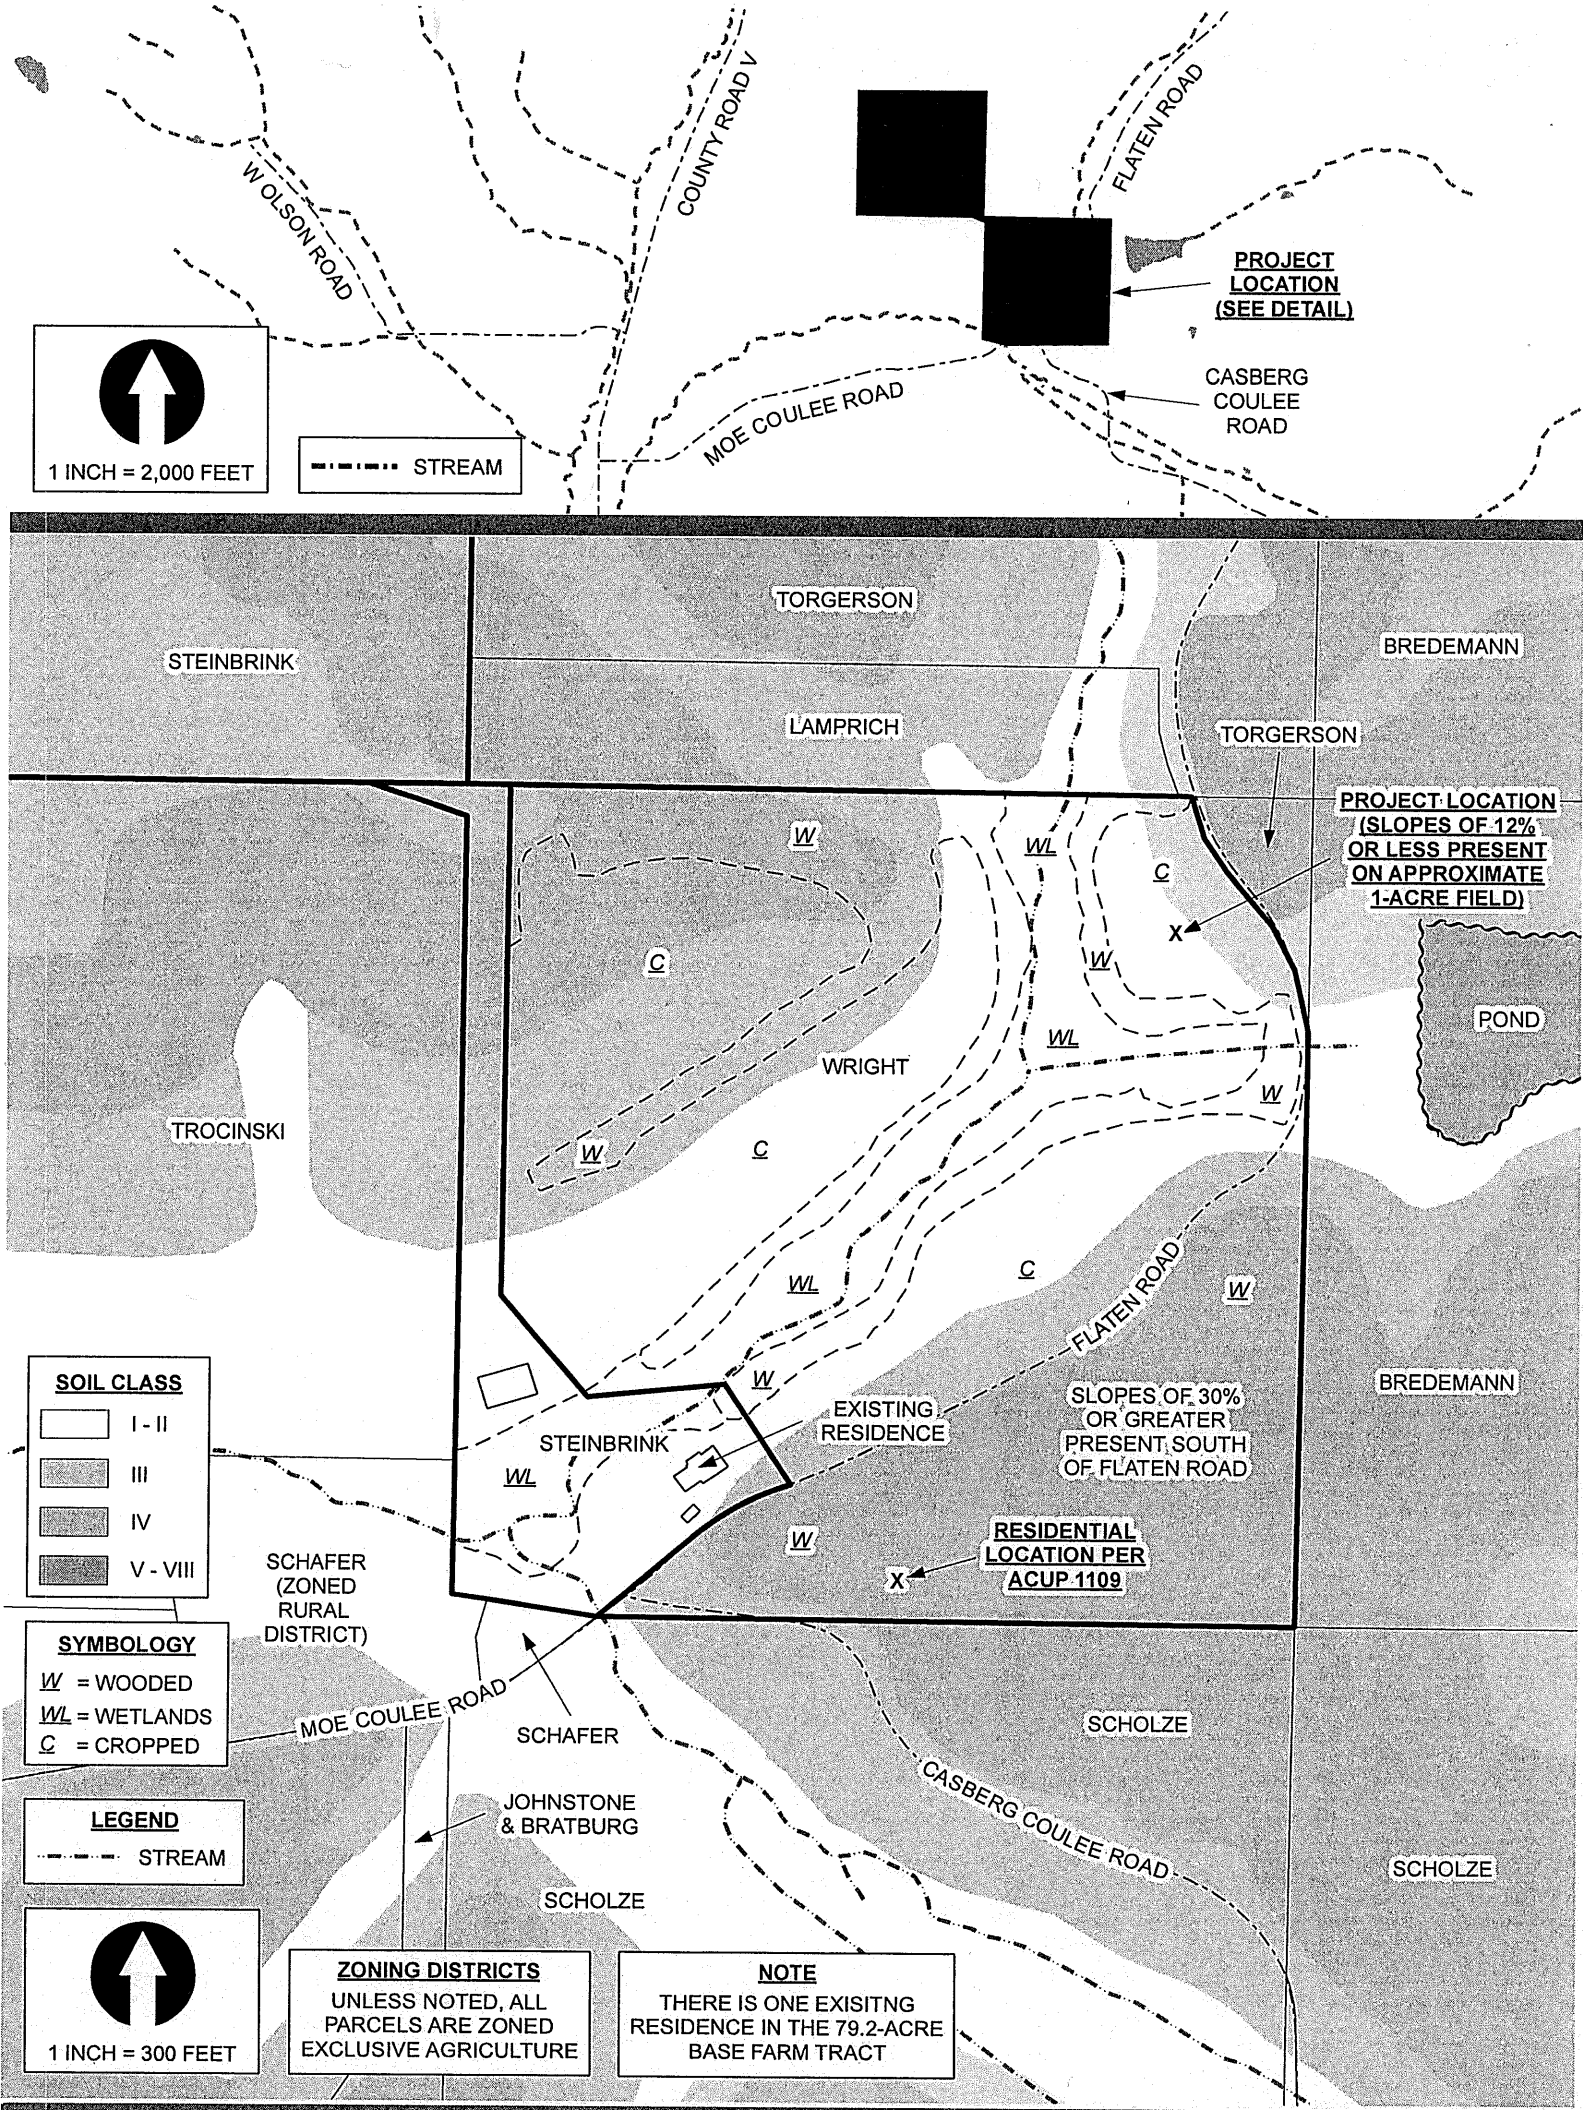 COUNTY ROAD V
FLATEN ROAD
W OLSON ROAD
PROJECT
LOCATION
(SEE DETAIL)
CASBERG
COULEE
ROAD
MOE COULEE ROAD
1 INCH = 2,000 FEET
STREAM
TORGERSON
STEINBRINK
BREDEMANN
LAMPRICH
TORGERSON
PROJECT LOCATION
(SLOPES OF 12%
OR LESS PRESENT
ON APPROXIMATE
1-ACRE FIELD)
W
WL
C
X
C
W
POND
WL
WRIGHT
TROCINSKI
W
W
C
C
WL
W
FLATEN ROAD
W
SOIL CLASS
I - II
III
IV
V - VIII
BREDEMANN
SLOPES OF 30%
OR GREATER
PRESENT SOUTH
OF FLATEN ROAD
EXISTING
RESIDENCE
STEINBRINK
WL
W
RESIDENTIAL
LOCATION PER
ACUP 1109
X
SCHAFER
(ZONED
RURAL
DISTRICT)
SYMBOLOGY
W = WOODED
WL = WETLANDS
C = CROPPED
MOE COULEE ROAD
SCHAFER
SCHOLZE
CASBERG COULEE ROAD
JOHNSTONE
& BRATBURG
LEGEND
STREAM
SCHOLZE
SCHOLZE
1 INCH = 300 FEET
ZONING DISTRICTS
UNLESS NOTED, ALL
PARCELS ARE ZONED
EXCLUSIVE AGRICULTURE
NOTE
THERE IS ONE EXISITNG
RESIDENCE IN THE 79.2-ACRE
BASE FARM TRACT